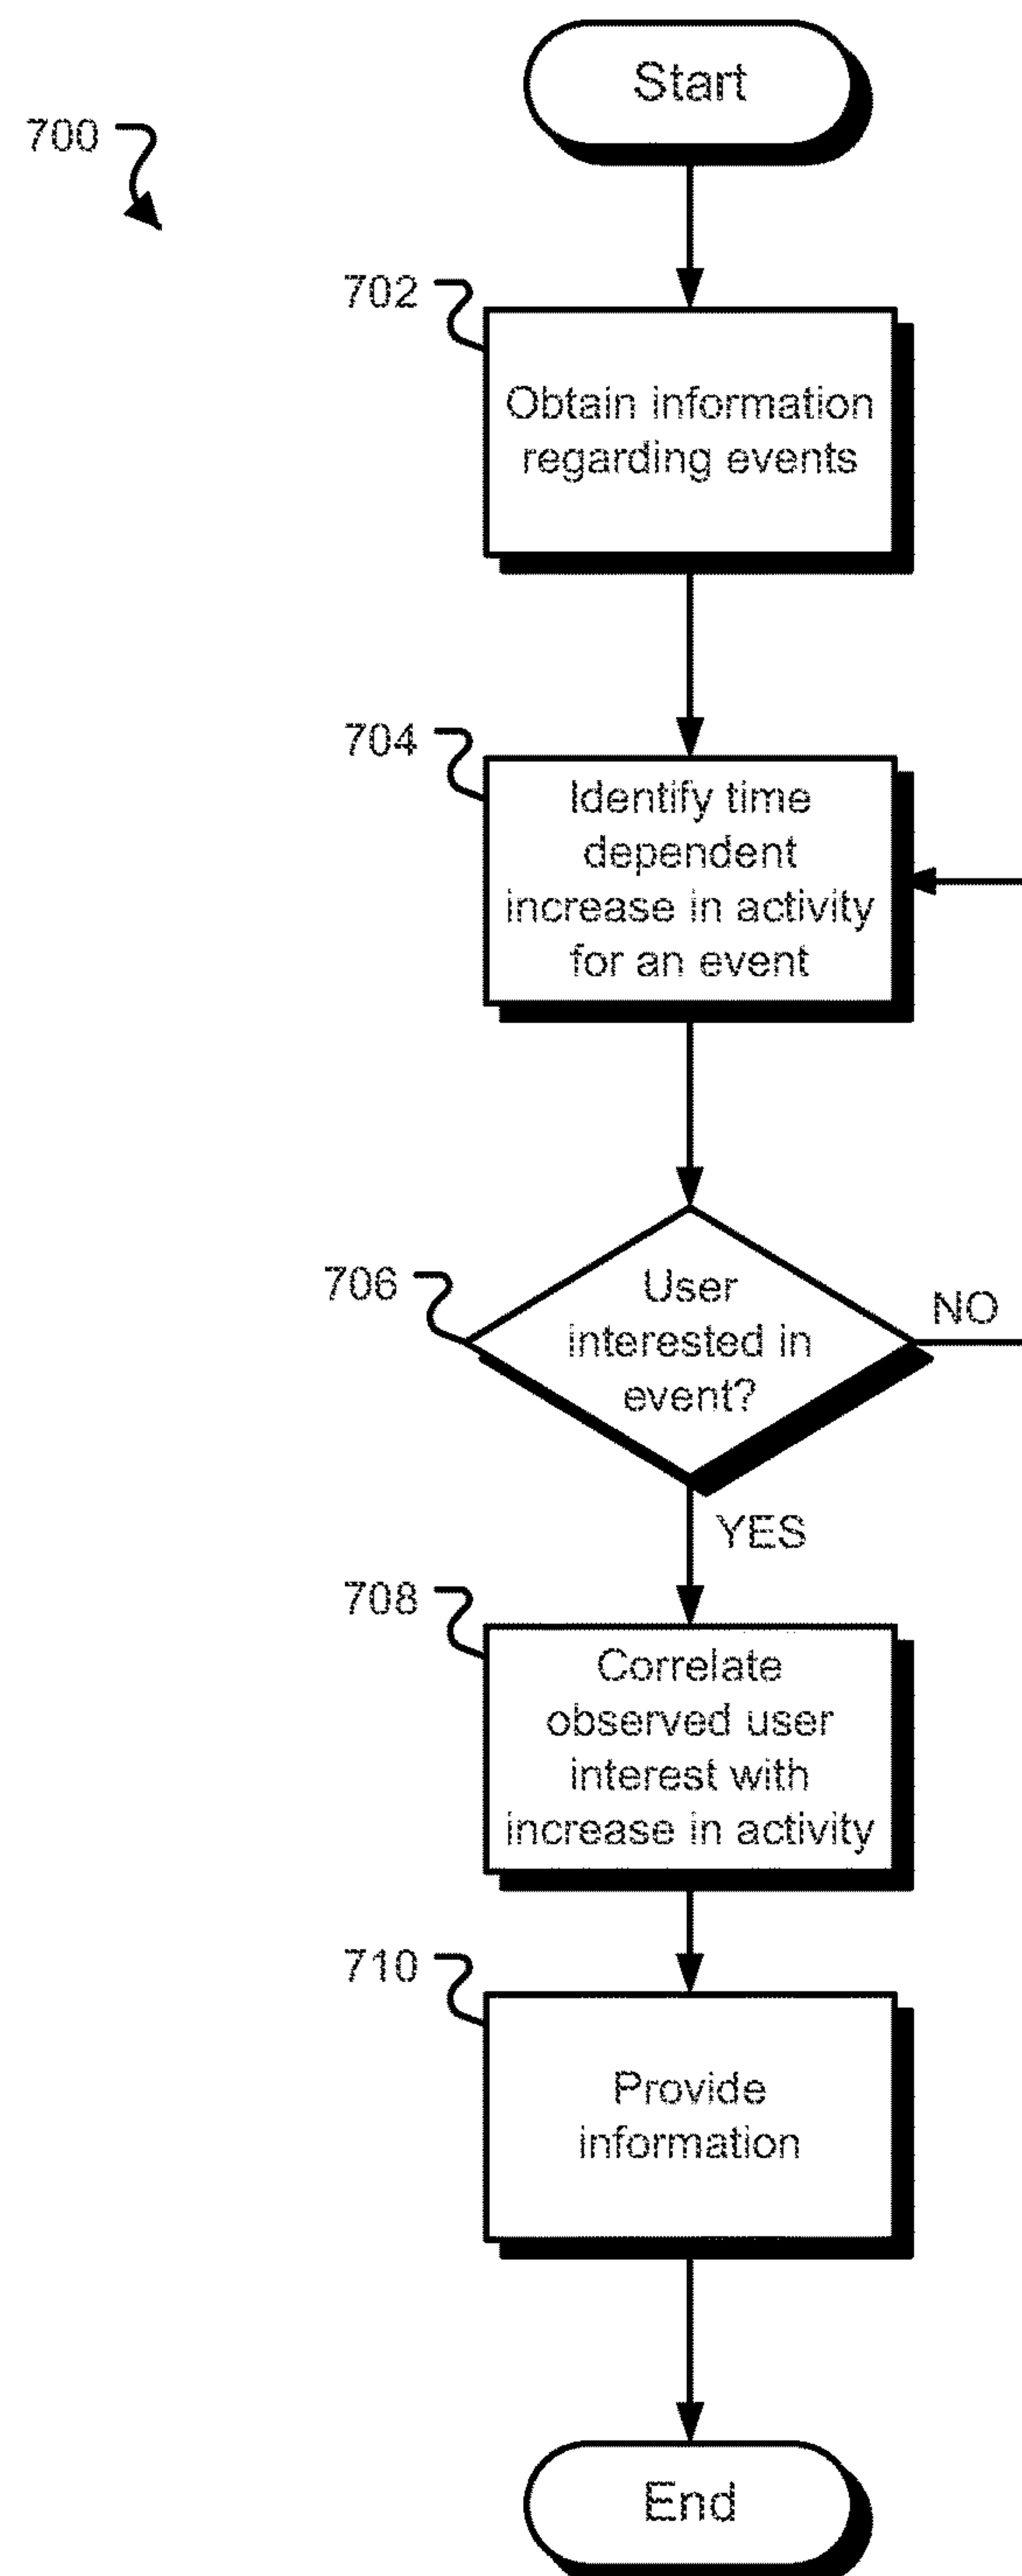 Start
700
702
Obtain information
regarding events
704
Identify time
dependent
increase in activity
for an event
706
User
interested in
event?
NO
YES
708
Correlate
observed user
interest with
increase in activity
710
Provide
information
End